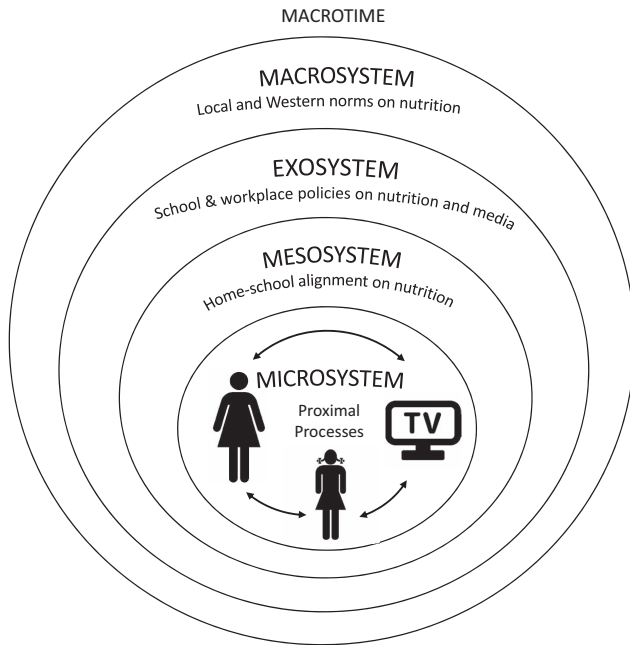 MACROTIME
MACROSYSTEM
Local and Western norms on nutrition
EXOSYSTEM
School & workplace policies on nutrition and media
MESOSYSTEM
Home-school alignment on nutrition
MICROSYSTEM
Proximal
Processes
TV